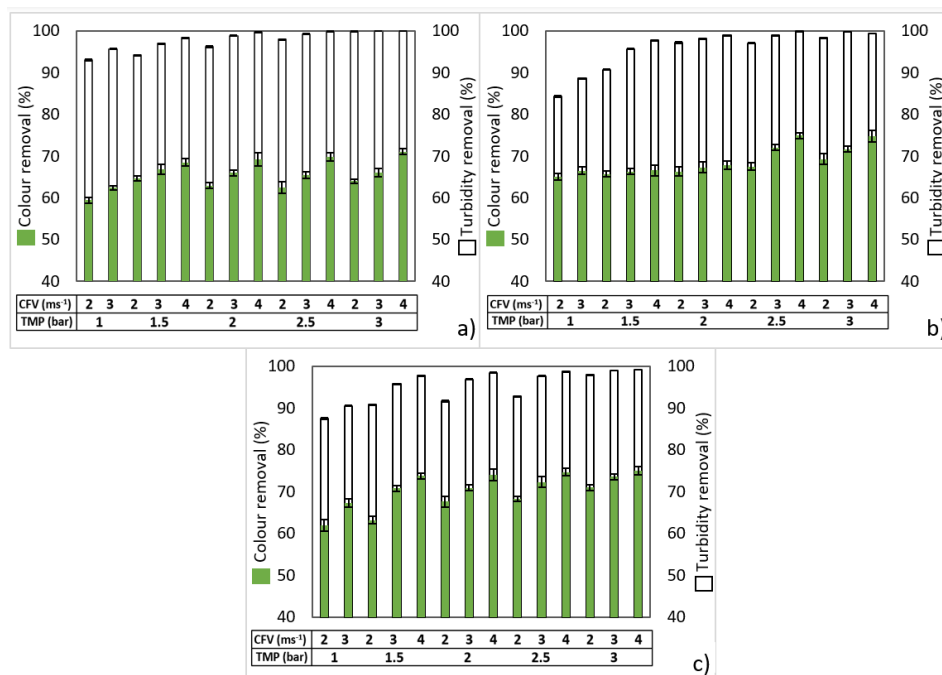 100 100
90 90
80 80
70 70
60 60
50 50
40 40
Colour removal (%)
Turbidity removal (%)
CFV (ms⁻¹) 2 3 2 3 4 2 3 4 2 3 4 2 3 4
TMP (bar) 1 1.5 2 2.5 3
a)
100 100
90 90
80 80
70 70
60 60
50 50
40 40
Colour removal (%)
Turbidity removal (%)
CFV (ms⁻¹) 2 3 2 3 4 2 3 4 2 3 4 2 3 4
TMP (bar) 1 1.5 2 2.5 3
b)
100 100
90 90
80 80
70 70
60 60
50 50
40 40
Colour removal (%)
Turbidity removal (%)
CFV (ms⁻¹) 2 3 2 3 4 2 3 4 2 3 4 2 3 4
TMP (bar) 1 1.5 2 2.5 3
c)